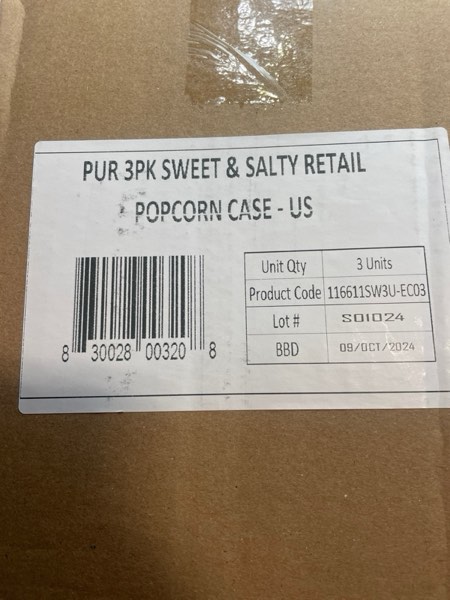 PUR 3PK SWEET & SALTY RETAIL
POPCORN CASE - US
Unit Qty 3 Units
Product Code 116611SW3U-EC03
Lot # S01024
BBD 09/OCT/2024
8 30028 00320 8